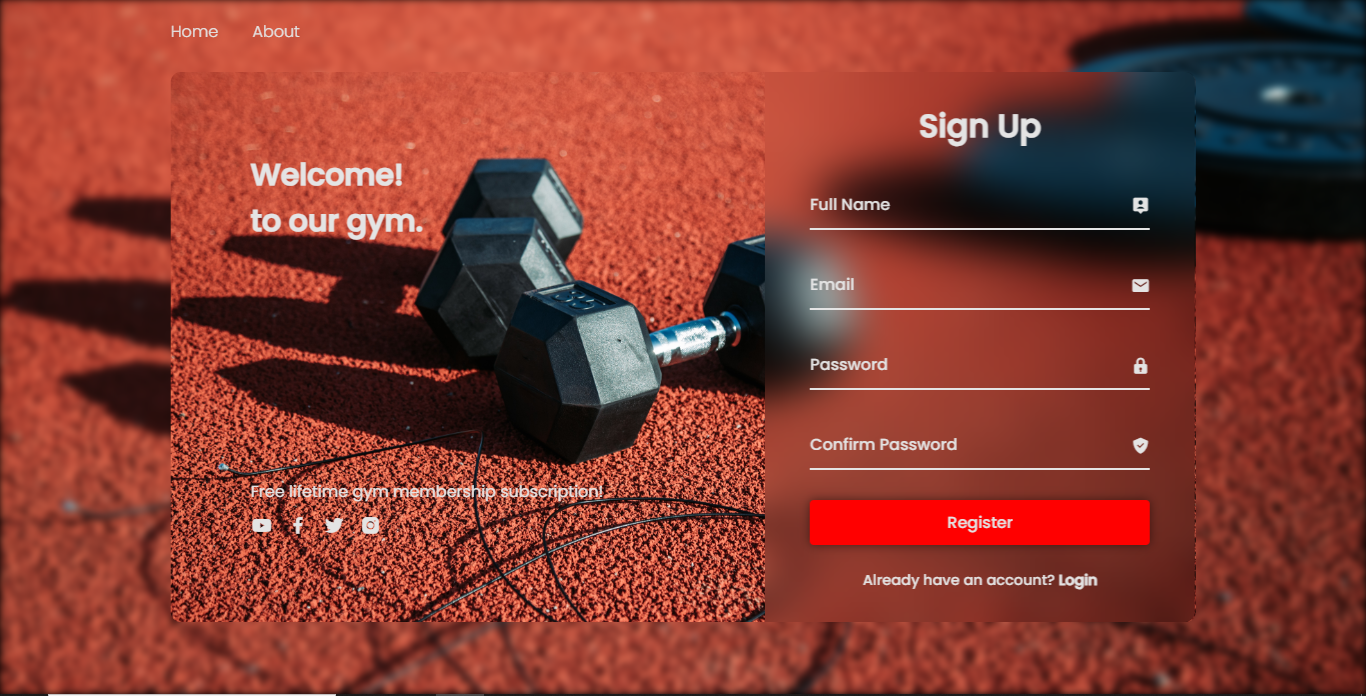 Home About
Welcome!
to our gym.
Free lifetime gym membership subscription!
Sign Up
Full Name
Email
Password
Confirm Password
Register
Already have an account? Login